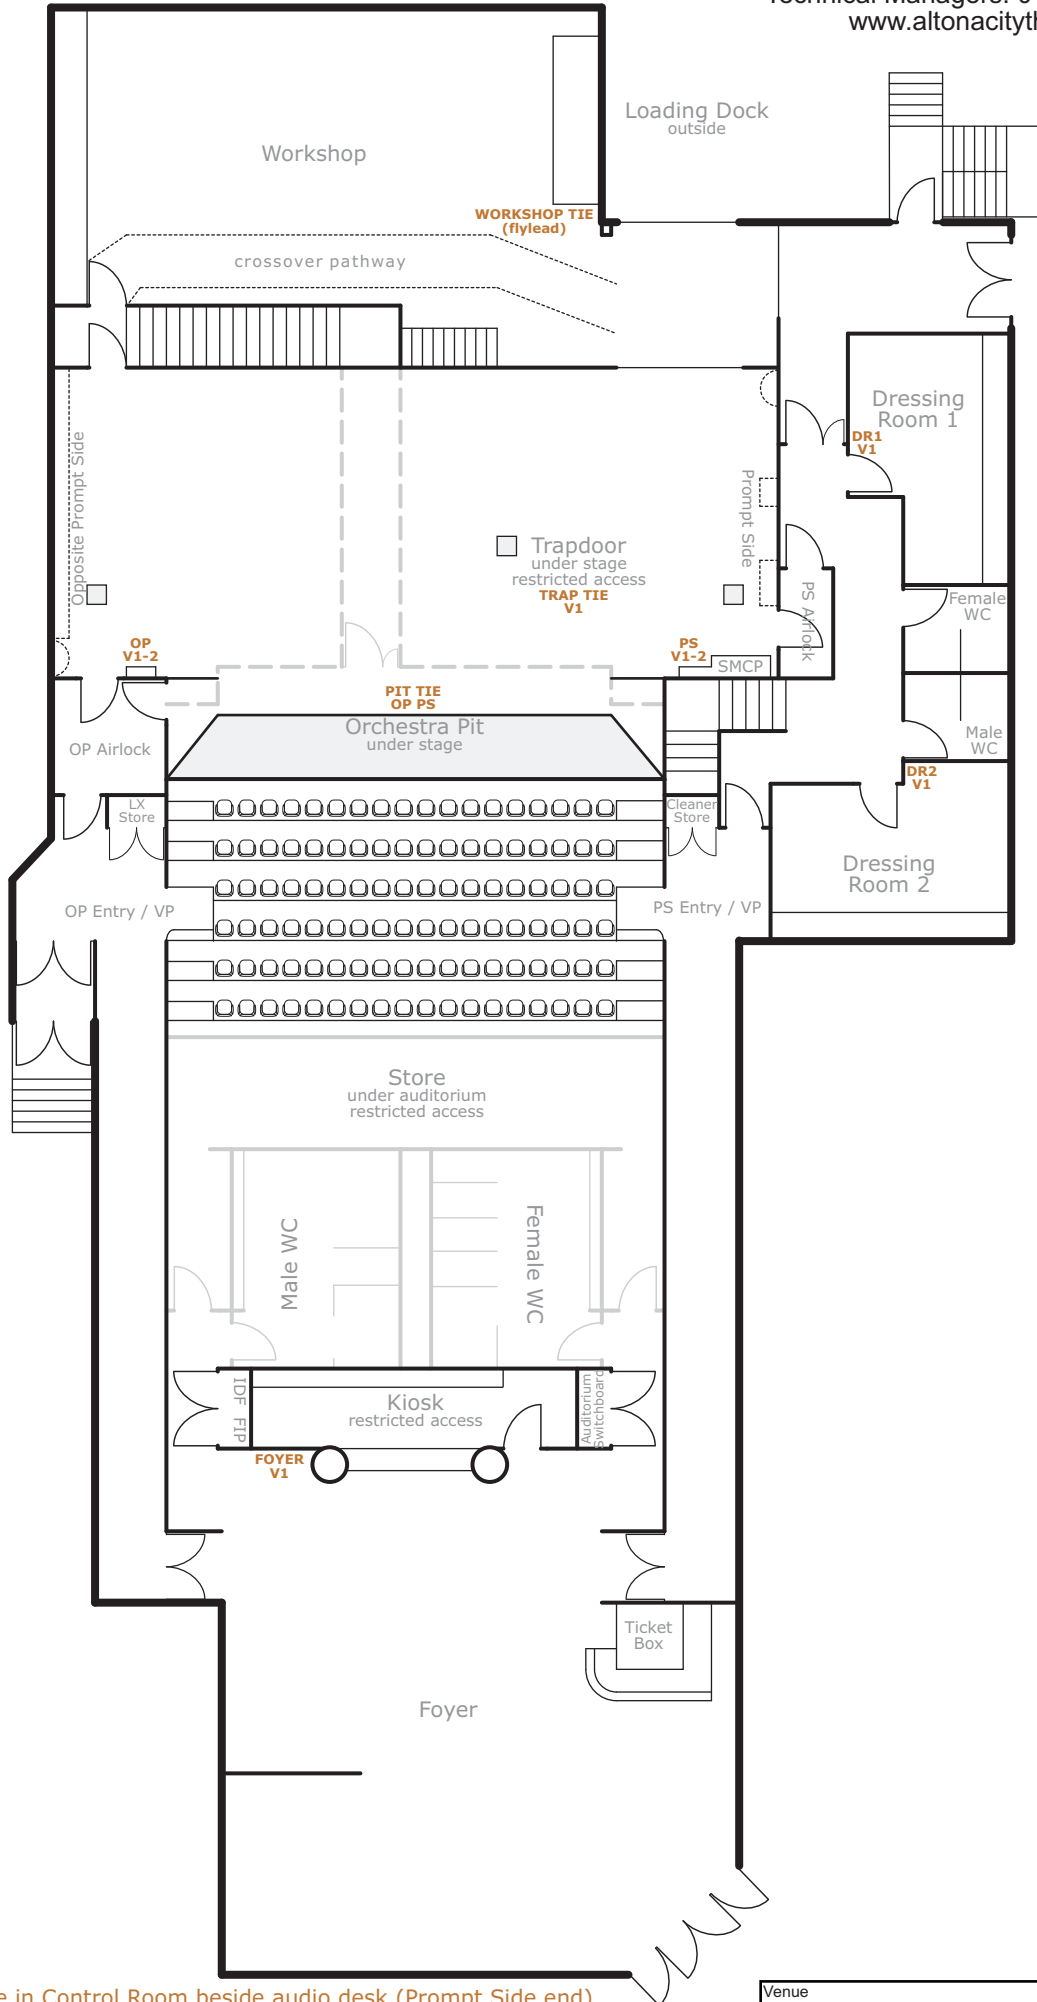 Technical Managers:
www.altonacityth
Loading Dock
outside
Workshop
WORKSHOP TIE
(flylead)
crossover pathway
Dressing
Room 1
DR1
V1
Opposite Prompt Side
Prompt Side
Trapdoor
under stage
restricted access
TRAP TIE
V1
PS Airlock
Female
WC
OP
V1-2
PS
V1-2
SMCP
PIT TIE
OP PS
Orchestra Pit
under stage
OP Airlock
Male
WC
DR2
V1
LX
Store
Cleaner
Store
Dressing
Room 2
OP Entry / VP
PS Entry / VP
Store
under auditorium
restricted access
Male WC
Female WC
IDF FIP
Kiosk
restricted access
Auditorium
Switchboard
FOYER
V1
Ticket
Box
Foyer
in Control Room beside audio desk (Prompt Side end)
Venue